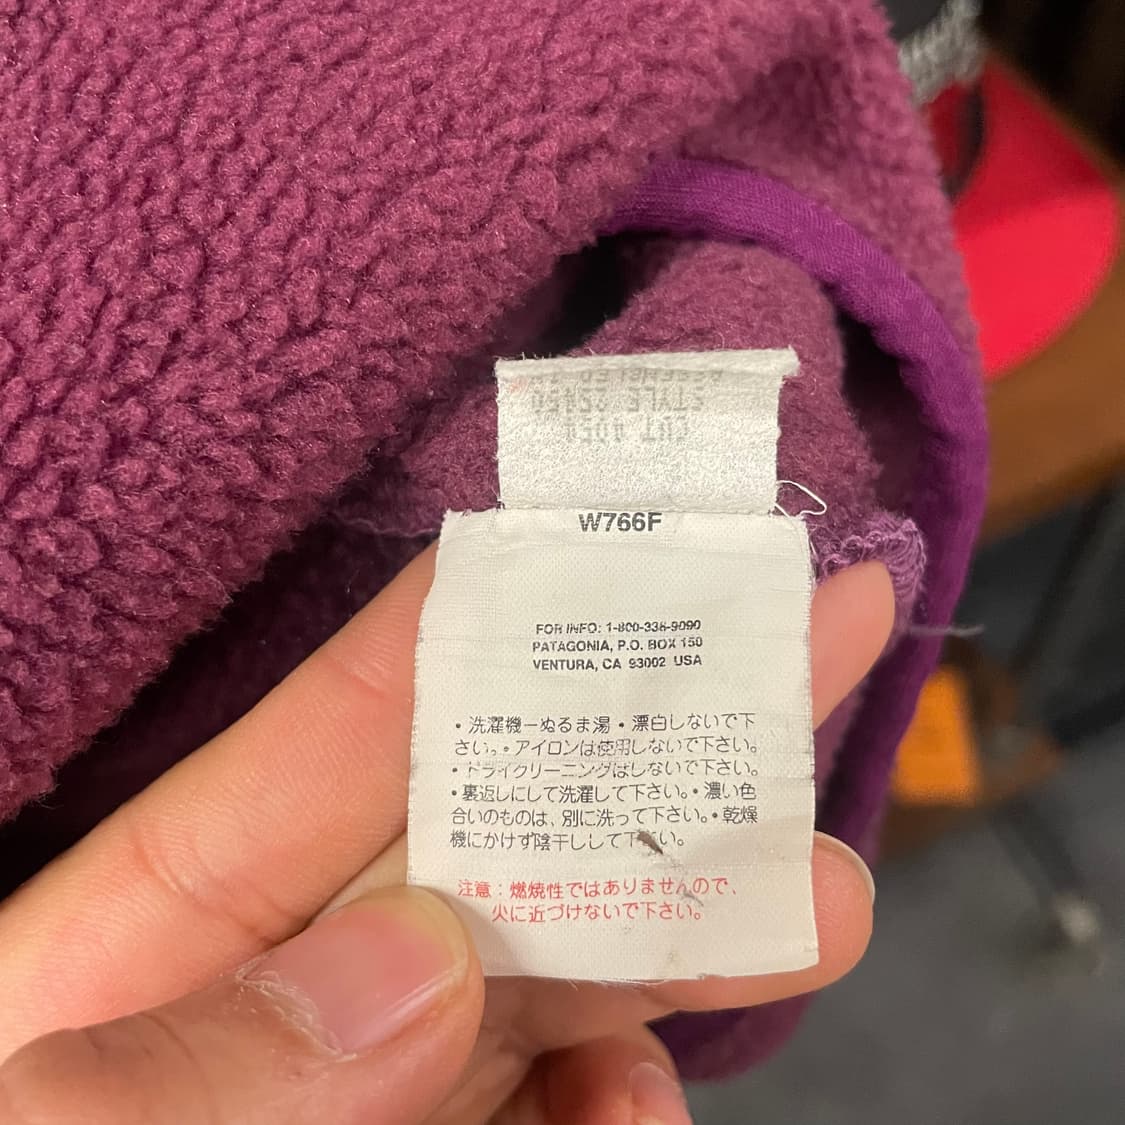 STYLE
CUT
W766F
FOR INFO: 1-800-336-9090
PATAGONIA, P.O. BOX 150
VENTURA, CA 93002 USA
・洗濯機―ぬるま湯・漂白しないで下
さい。・アイロンは使用しないで下さい。
・ドライクリーニングはしないで下さい。
・裏返しにして洗濯して下さい。・濃い色
合いのものは、別に洗って下さい。・乾燥
機にかけず陰干しして下さい。
注意：燃焼性ではありませんので、
火に近づけないで下さい。